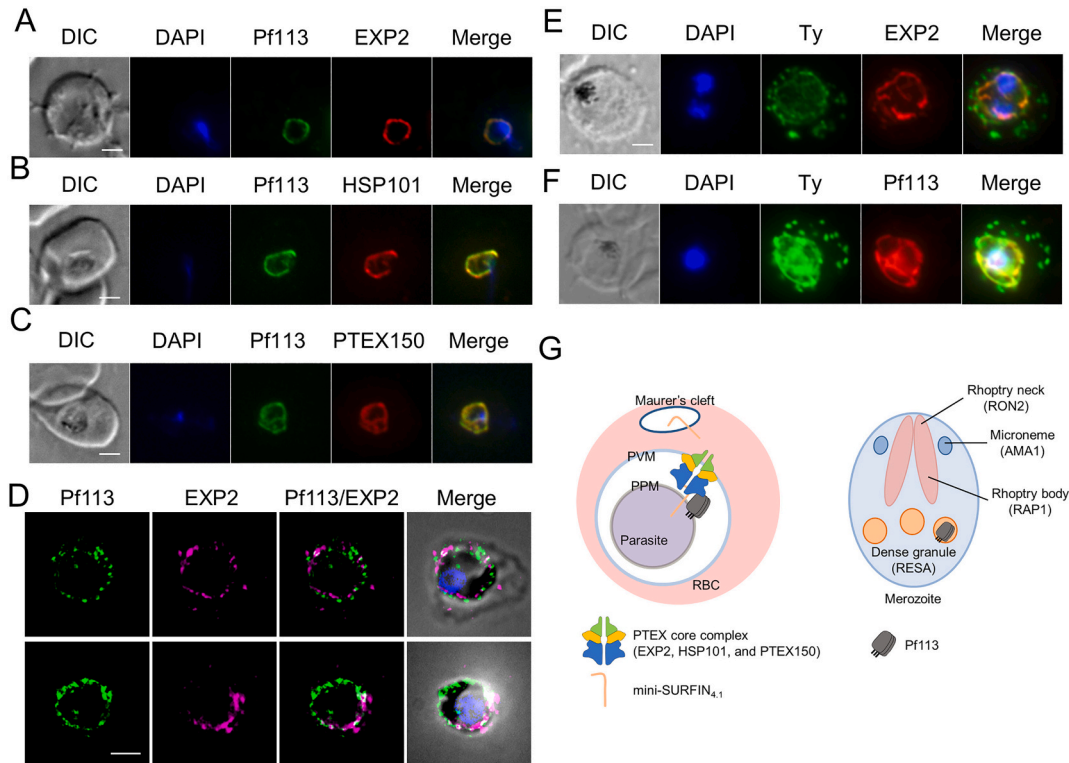 A
DIC DAPI Pf113 EXP2 Merge
B
DIC DAPI Pf113 HSP101 Merge
C
DIC DAPI Pf113 PTEX150 Merge
D
Pf113 EXP2 Pf113/EXP2 Merge
E
DIC DAPI Ty EXP2 Merge
F
DIC DAPI Ty Pf113 Merge
G
Maurer's cleft
PVM
PPM
Parasite
RBC
PTEX core complex
(EXP2, HSP101, and PTEX150)
mini-SURFIN4.1
Rhoptry neck
(RON2)
Microneme
(AMA1)
Rhoptry body
(RAP1)
Dense granule
(RESA)
Merozoite
Pf113